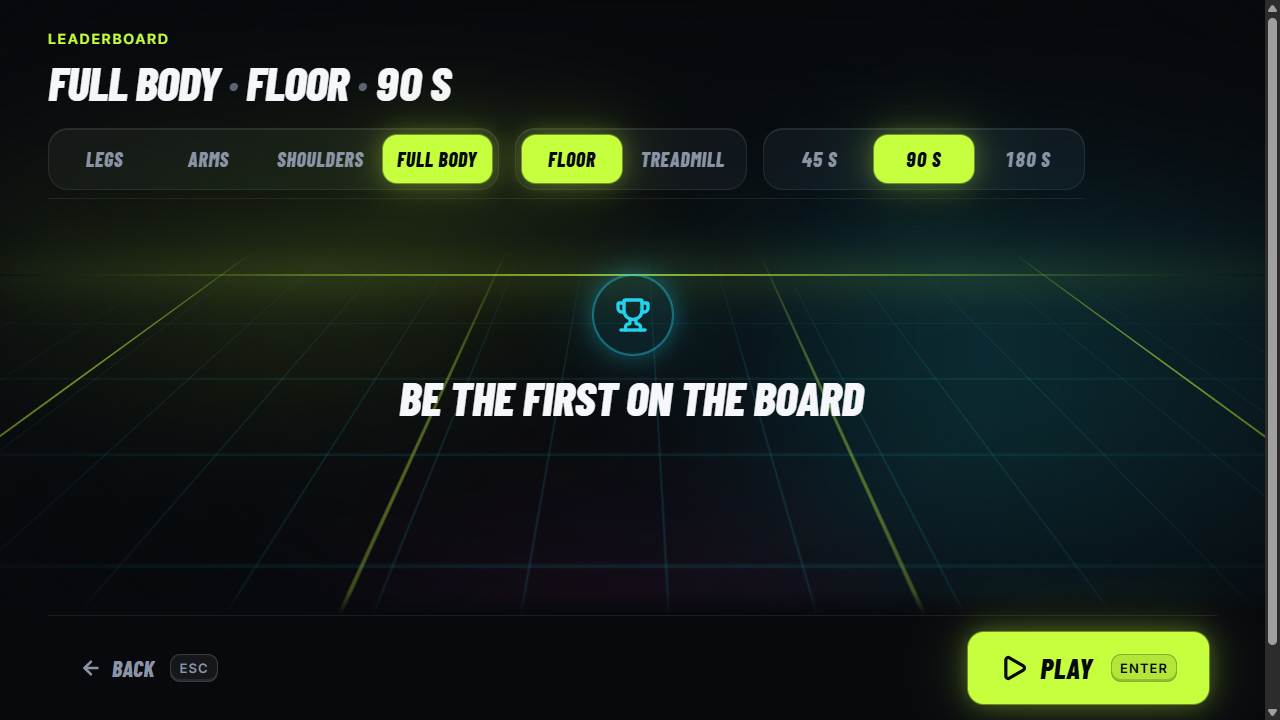 LEADERBOARD
FULL BODY · FLOOR · 90 S
LEGS ARMS SHOULDERS FULL BODY FLOOR TREADMILL 45 S 90 S 180 S
BE THE FIRST ON THE BOARD
BACK ESC PLAY ENTER